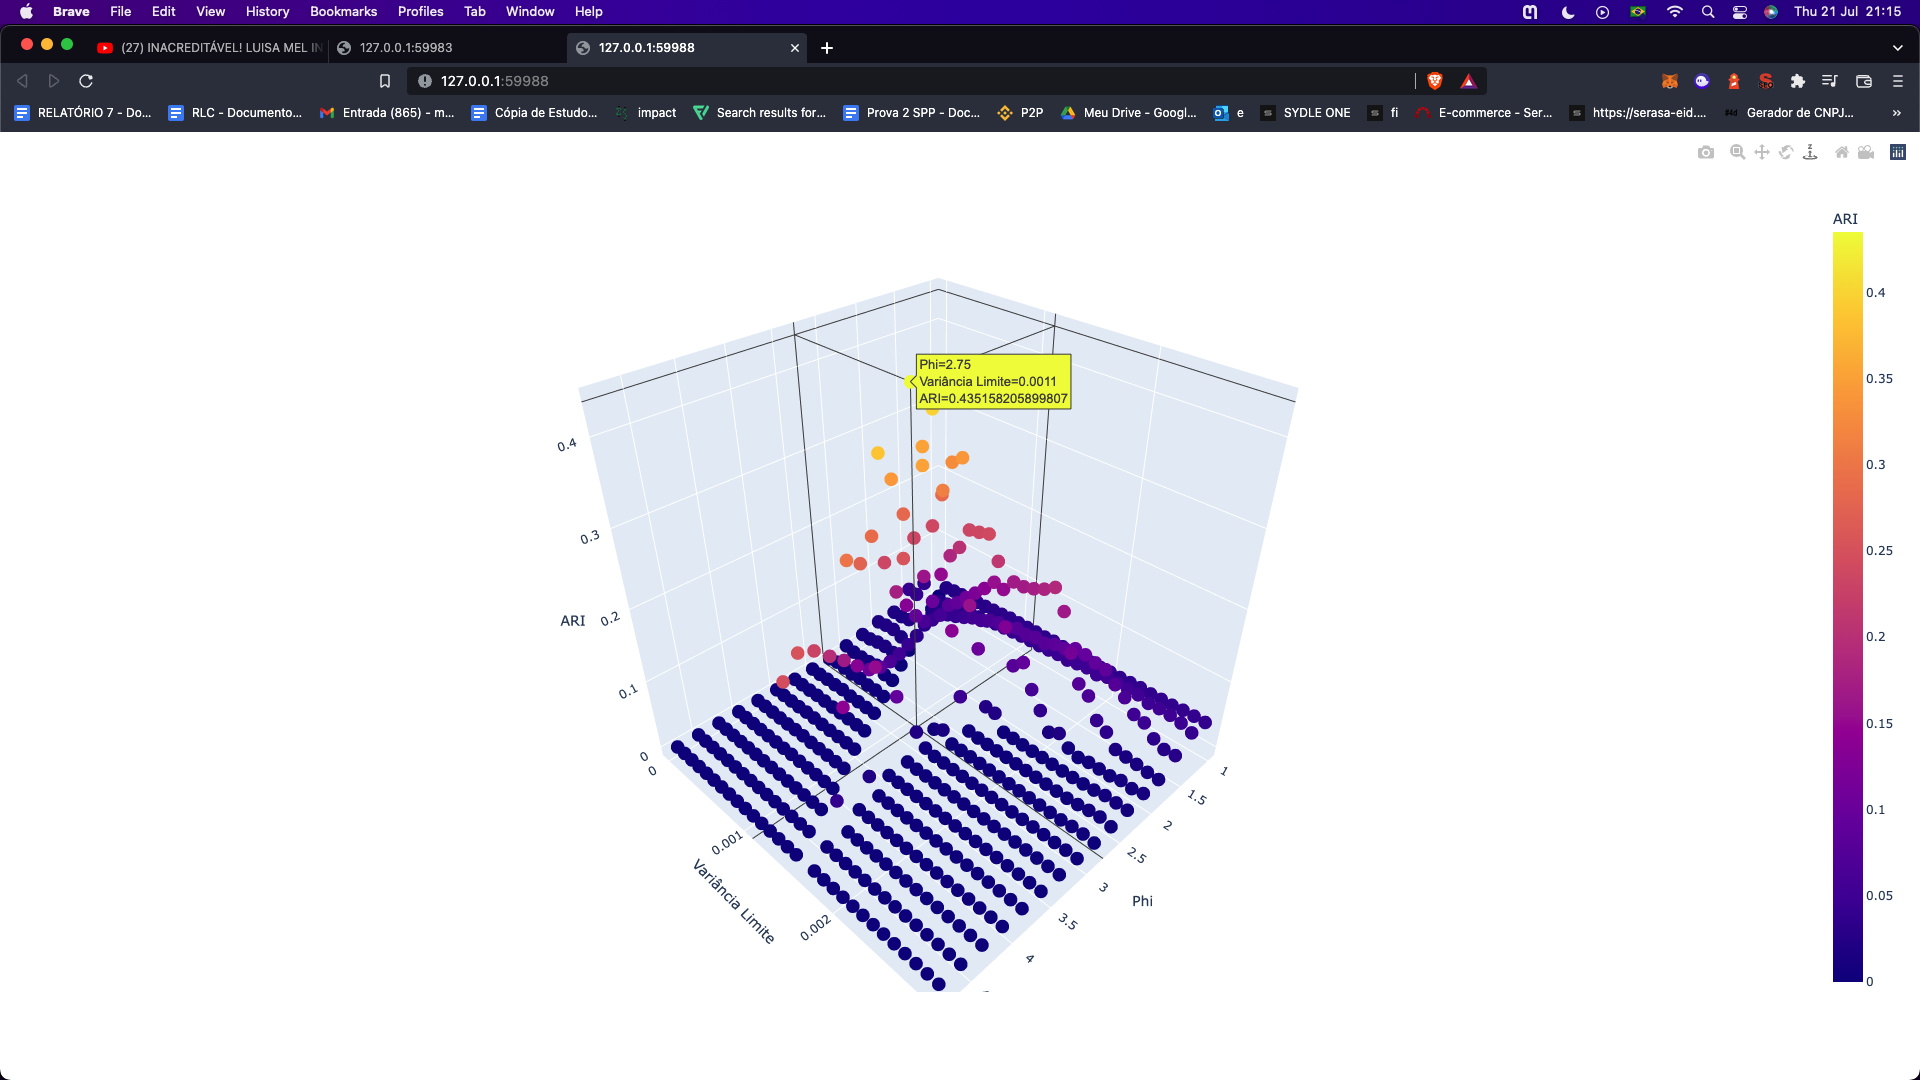 Brave File Edit View History Bookmarks Profiles Tab Window Help Thu 21 Jul 21:15
(27) INACREDITÁVEL! LUISA MEL IN 127.0.0.1:59983 127.0.0.1:59988
127.0.0.1:59988
RELATÓRIO 7 - Do... RLC - Documento... Entrada (865) - m... Cópia de Estudo... impact Search results for... Prova 2 SPP - Doc... P2P Meu Drive - Googl... e SYDLE ONE fi E-commerce - Ser... https://serasa-eid.... Gerador de CNPJ... »
ARI
Phi=2.75
Variância Limite=0.0011
ARI=0.435158205899807
0.4
0.35
0.3
0.25
0.2
0.15
0.1
0.05
0
0.4
0.3
0.2
0.1
0
ARI
0
0.001
0.002
Variância Limite
1
1.5
2
2.5
3
3.5
4
Phi